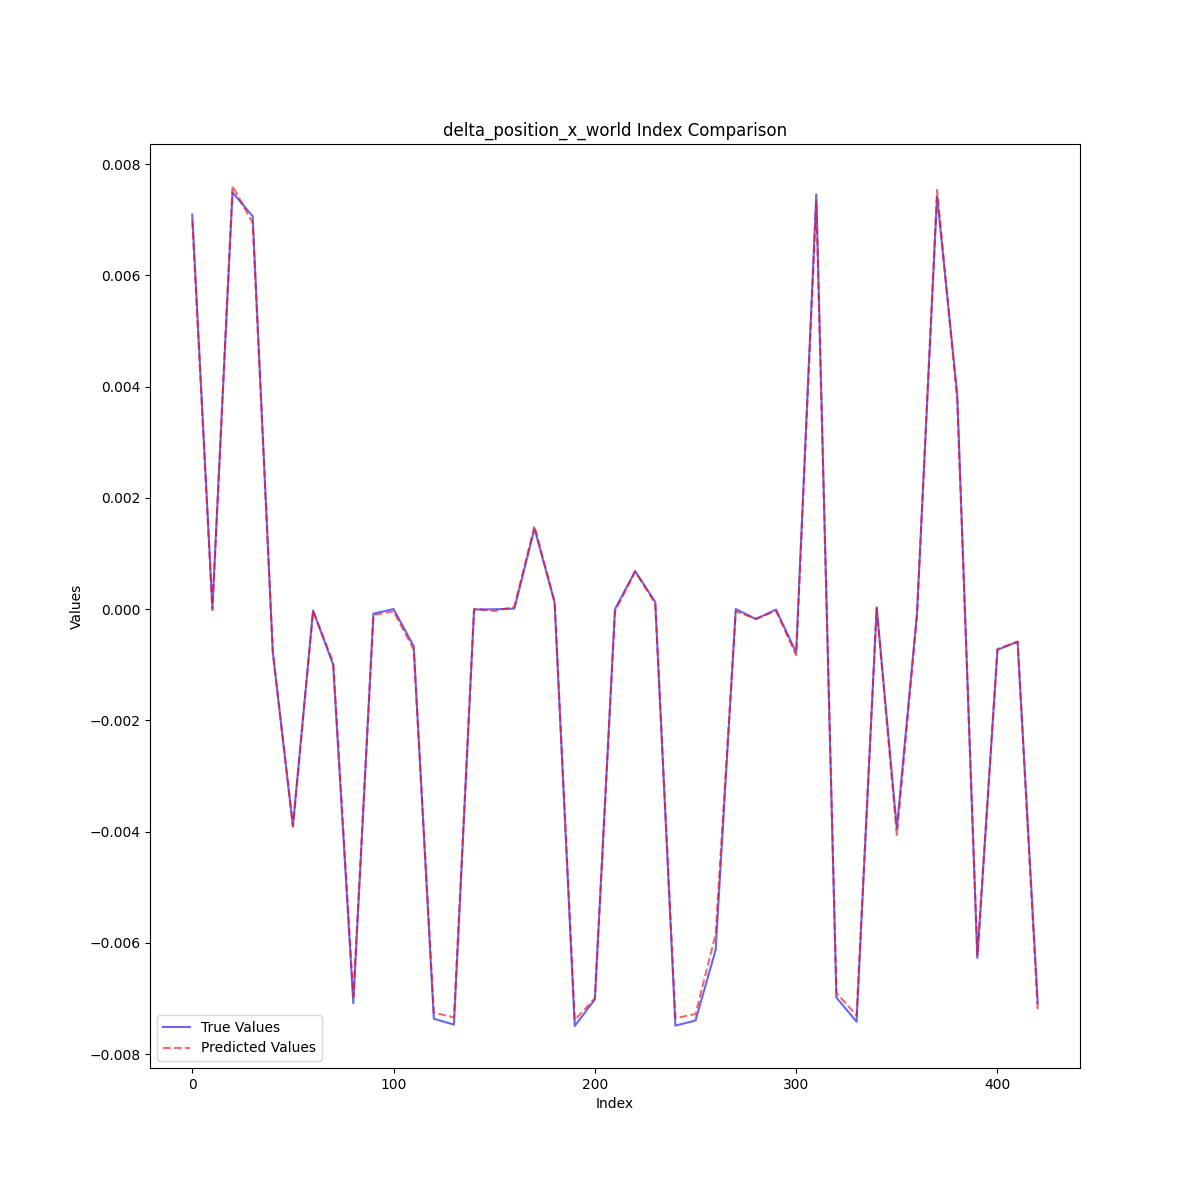 delta_position_x_world Index Comparison
0.008
0.006
0.004
0.002
0.000
−0.002
−0.004
−0.006
−0.008
Values
True Values
Predicted Values
0
100
200
300
400
Index